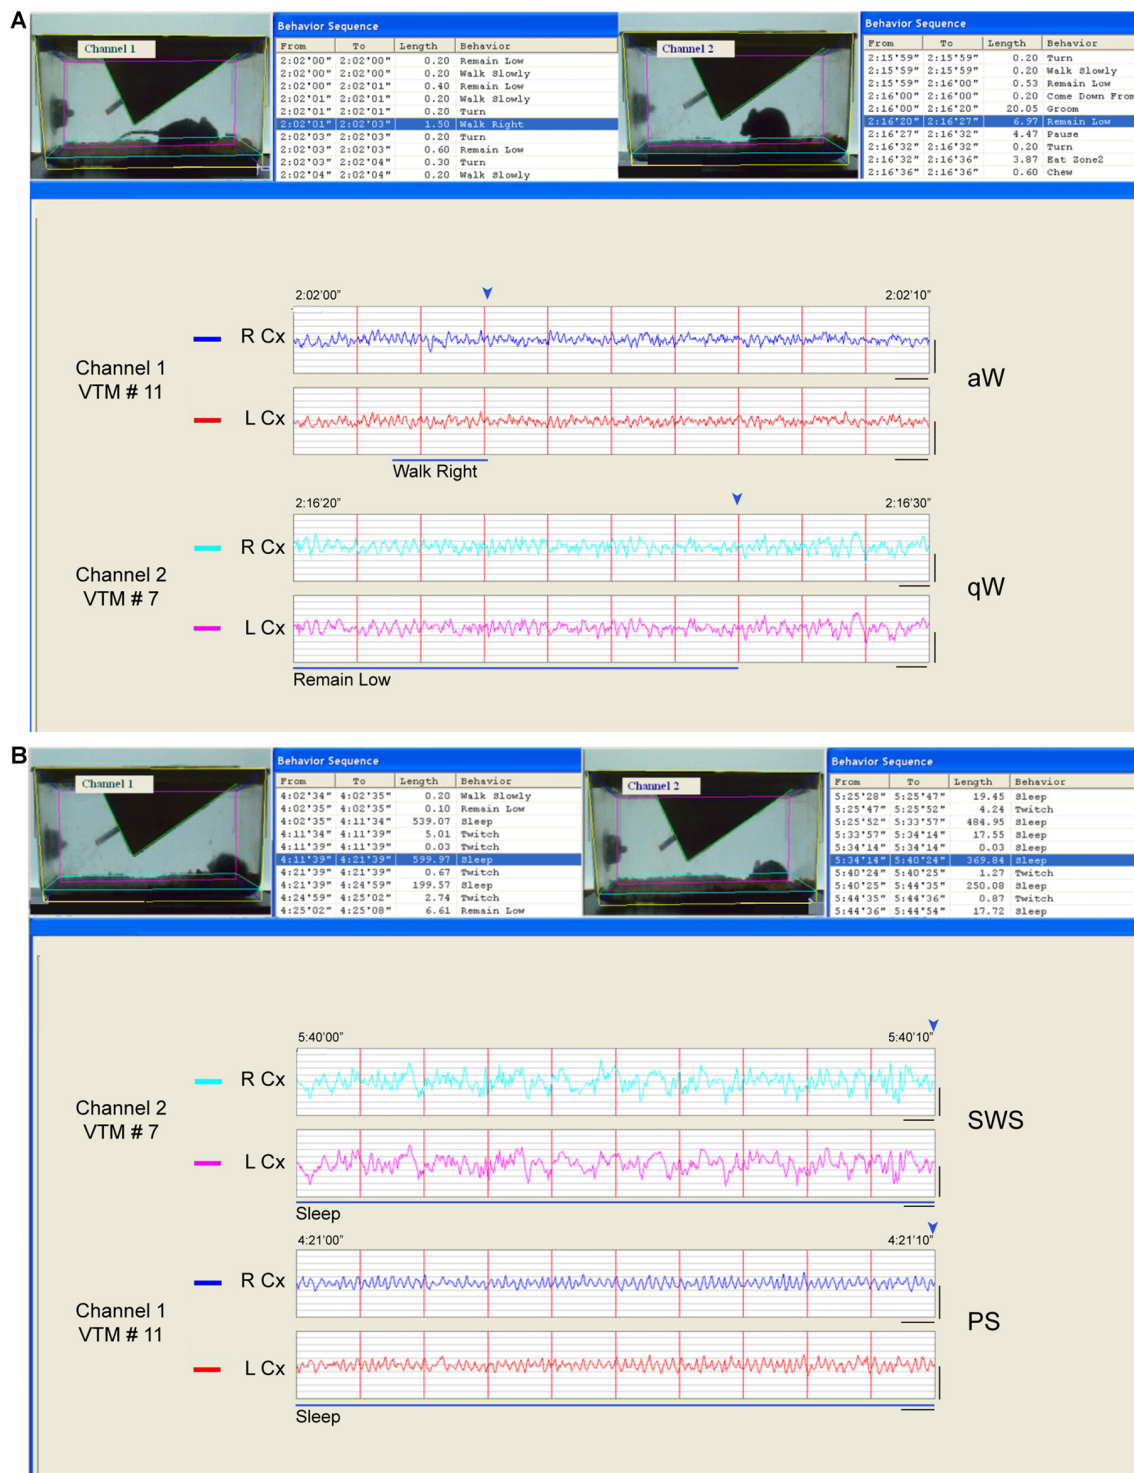 A
Channel 1
Behavior Sequence
From To Length Behavior
2:02'00" 2:02'00" 0.20 Remain Low
2:02'00" 2:02'00" 0.20 Walk Slowly
2:02'00" 2:02'01" 0.40 Remain Low
2:02'01" 2:02'01" 0.20 Walk Slowly
2:02'01" 2:02'01" 0.20 Turn
2:02'01" 2:02'03" 1.50 Walk Right
2:02'03" 2:02'03" 0.20 Turn
2:02'03" 2:02'03" 0.60 Remain Low
2:02'03" 2:02'04" 0.30 Turn
2:02'04" 2:02'04" 0.20 Walk Slowly
Channel 2
Behavior Sequence
From To Length Behavior
2:15'59" 2:15'59" 0.20 Turn
2:15'59" 2:15'59" 0.20 Walk Slowly
2:15'59" 2:16'00" 0.53 Remain Low
2:16'00" 2:16'00" 0.20 Come Down From
2:16'00" 2:16'20" 20.05 Groom
2:16'20" 2:16'27" 6.97 Remain Low
2:16'27" 2:16'32" 4.47 Pause
2:16'32" 2:16'32" 0.20 Turn
2:16'32" 2:16'36" 3.87 Eat Zone2
2:16'36" 2:16'36" 0.60 Chew
2:02'00" 2:02'10"
Channel 1
VTM # 11
R Cx
L Cx
aW
Walk Right
2:16'20" 2:16'30"
Channel 2
VTM # 7
R Cx
L Cx
qW
Remain Low
B
Channel 1
Behavior Sequence
From To Length Behavior
4:02'34" 4:02'35" 0.20 Walk Slowly
4:02'35" 4:02'35" 0.10 Remain Low
4:02'35" 4:11'34" 539.07 Sleep
4:11'34" 4:11'39" 5.01 Twitch
4:11'39" 4:11'39" 0.03 Twitch
4:11'39" 4:21'39" 599.97 Sleep
4:21'39" 4:21'39" 0.67 Twitch
4:21'39" 4:24'59" 199.57 Sleep
4:24'59" 4:25'02" 2.74 Twitch
4:25'02" 4:25'08" 6.61 Remain Low
Channel 2
Behavior Sequence
From To Length Behavior
5:25'28" 5:25'47" 19.45 Sleep
5:25'47" 5:25'52" 4.24 Twitch
5:25'52" 5:33'57" 484.95 Sleep
5:33'57" 5:34'14" 17.55 Sleep
5:34'14" 5:34'14" 0.03 Sleep
5:34'14" 5:40'24" 369.84 Sleep
5:40'24" 5:40'25" 1.27 Twitch
5:40'25" 5:44'35" 250.08 Sleep
5:44'35" 5:44'36" 0.87 Twitch
5:44'36" 5:44'54" 17.72 Sleep
5:40'00" 5:40'10"
Channel 2
VTM # 7
R Cx
L Cx
SWS
Sleep
4:21'00" 4:21'10"
Channel 1
VTM # 11
R Cx
L Cx
PS
Sleep